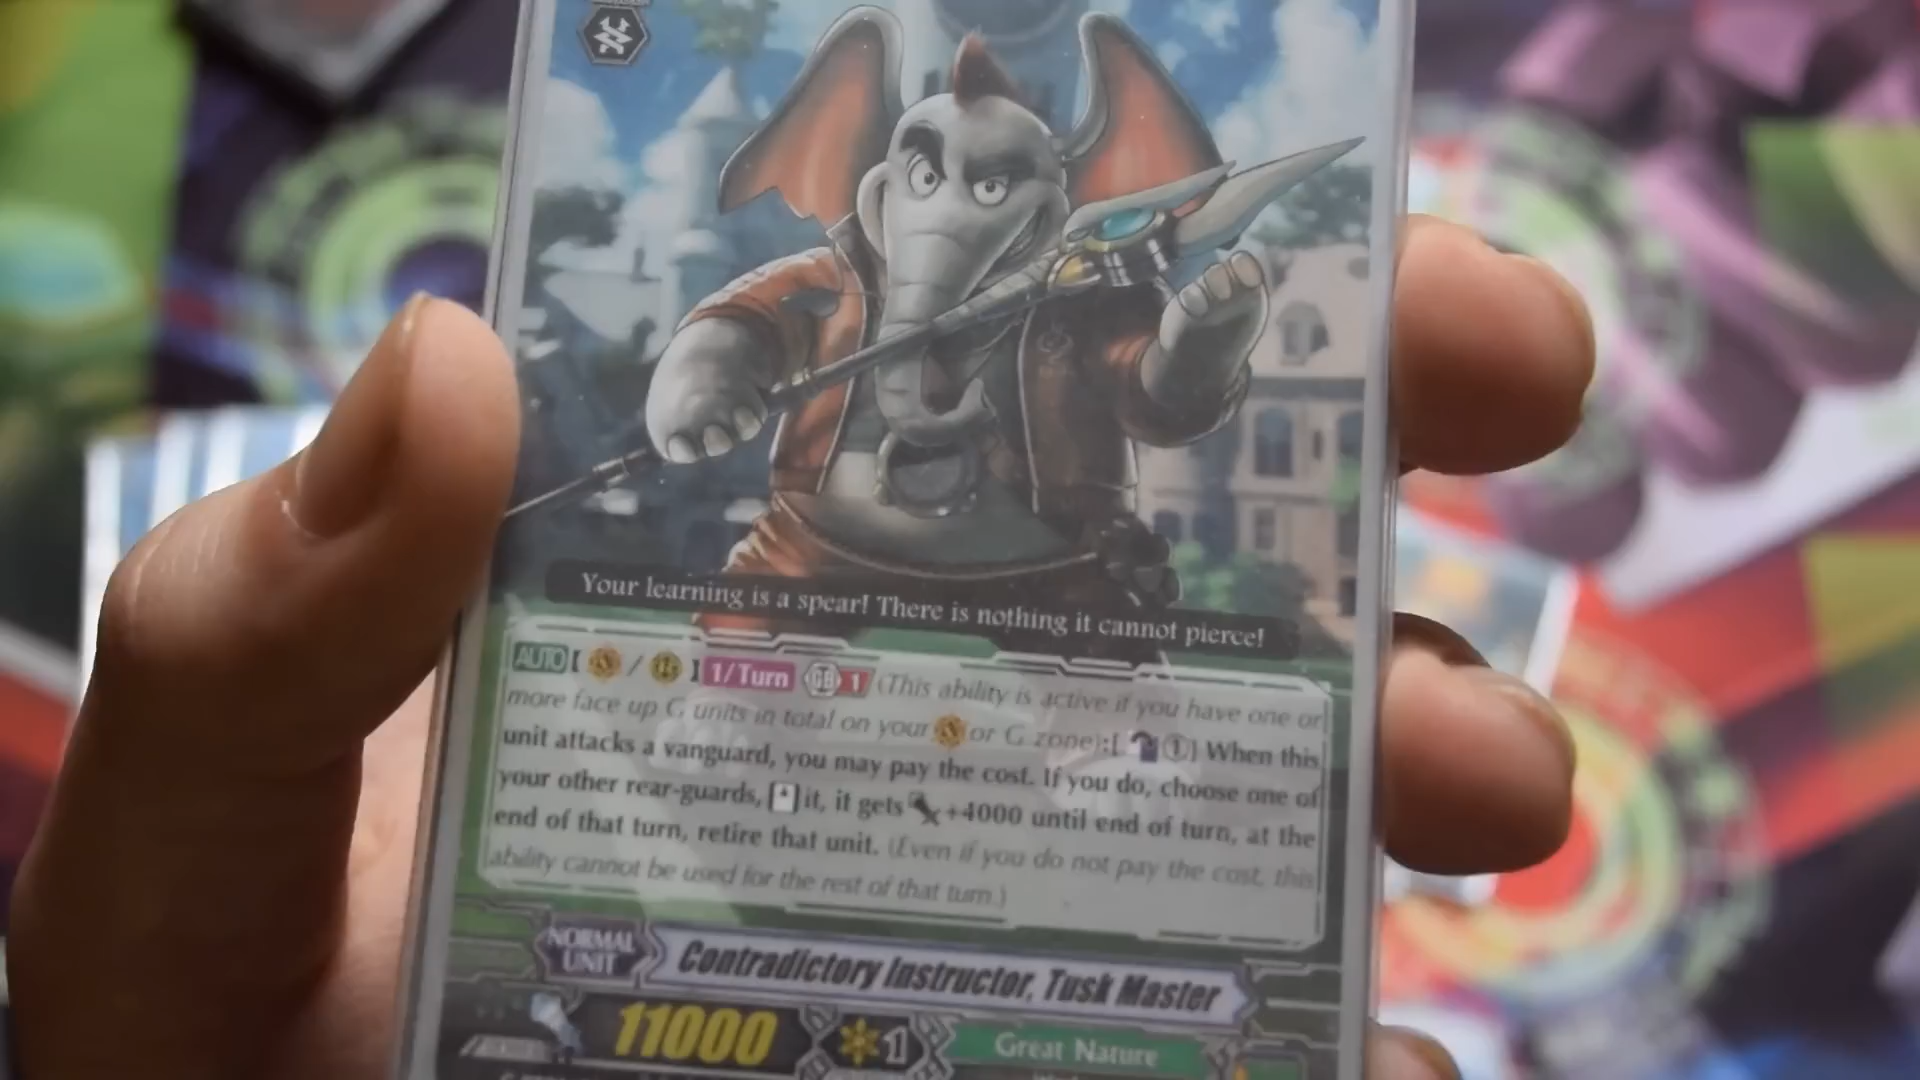 Your learning is a spear! There is nothing it cannot pierce!
AUTO [ / ] 1/Turn GB 1 (This ability is active if you have one or
more face up G units in total on your or G zone):[ ①] When this
unit attacks a vanguard, you may pay the cost. If you do, choose one of
your other rear-guards, it, it gets +4000 until end of turn, at the
end of that turn, retire that unit. (Even if you do not pay the cost, this
ability cannot be used for the rest of that turn.)
NORMAL
UNIT
Contradictory Instructor, Tusk Master
11000
1
Great Nature